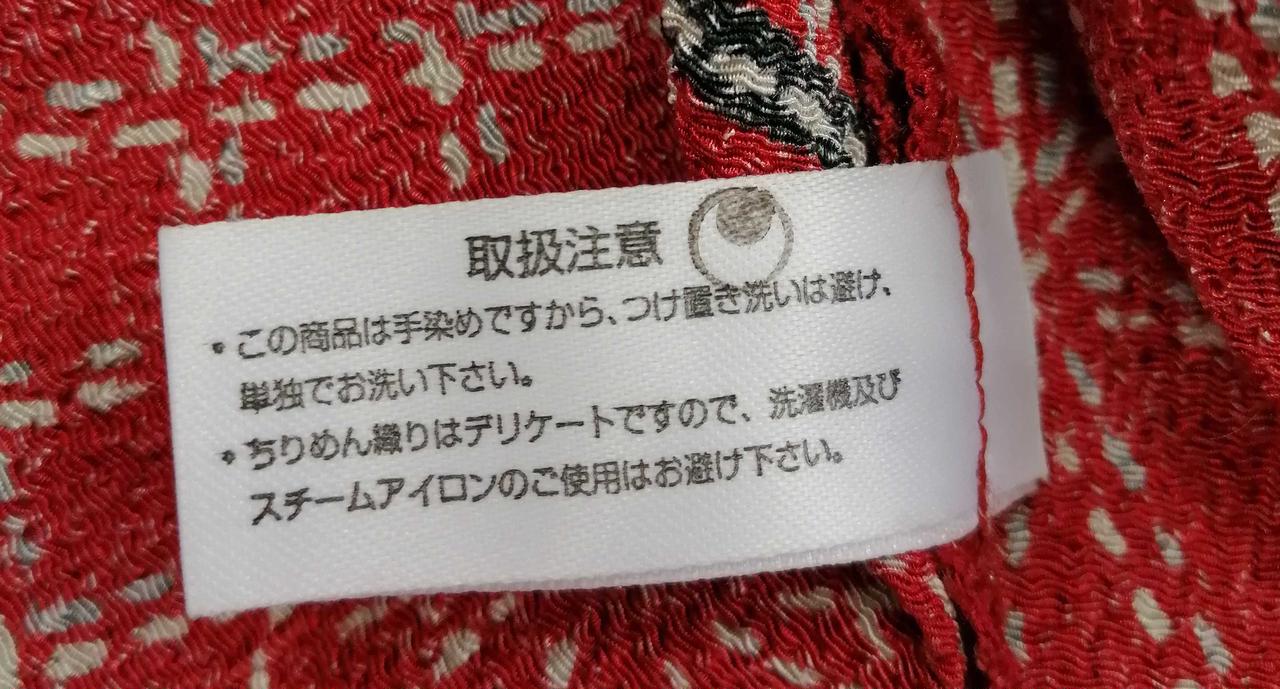 取扱注意
・この商品は手染めですから、つけ置き洗いは避け、
単独でお洗い下さい。
・ちりめん織りはデリケートですので、洗濯機及び
スチームアイロンのご使用はお避け下さい。